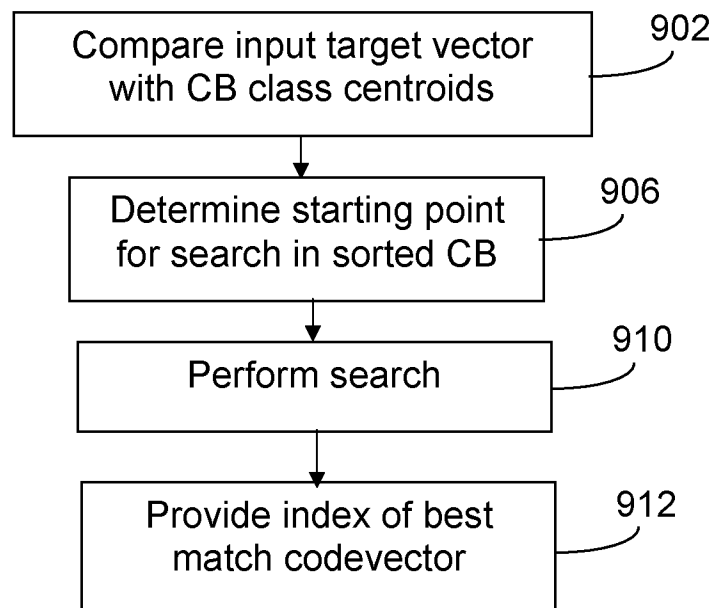 Compare input target vector
with CB class centroids
902
Determine starting point
for search in sorted CB
906
Perform search
910
Provide index of best
match codevector
912